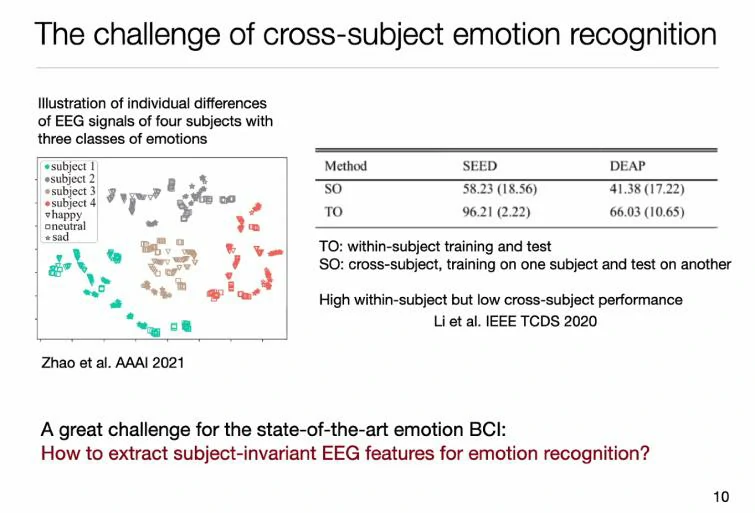 The challenge of cross-subject emotion recognition
Illustration of individual differences
of EEG signals of four subjects with
three classes of emotions
subject 1
subject 2
subject 3
subject 4
happy
neutral
sad
Zhao et al. AAAI 2021
Method SEED DEAP
SO 58.23 (18.56) 41.38 (17.22)
TO 96.21 (2.22) 66.03 (10.65)
TO: within-subject training and test
SO: cross-subject, training on one subject and test on another
High within-subject but low cross-subject performance
Li et al. IEEE TCDS 2020
A great challenge for the state-of-the-art emotion BCI:
How to extract subject-invariant EEG features for emotion recognition?
10